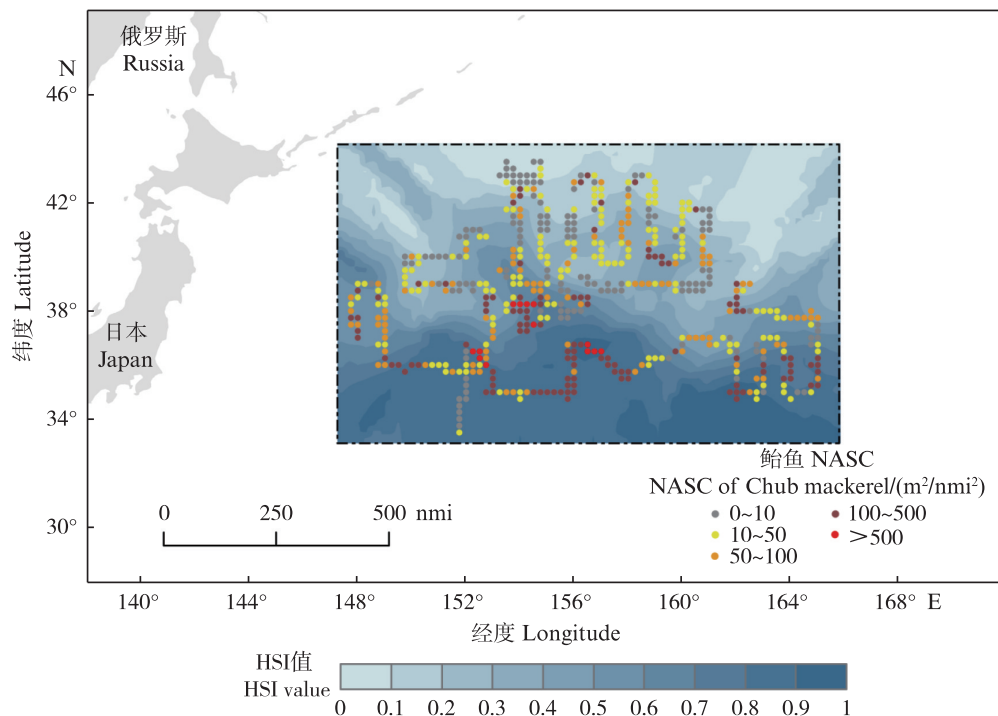 俄罗斯
Russia
N
46°
42°
38°
34°
30°
纬度 Latitude
日本
Japan
鲐鱼 NASC
NASC of Chub mackerel/(m²/nmi²)
0~10
100~500
10~50
>500
50~100
0 250 500 nmi
140° 144° 148° 152° 156° 160° 164° 168° E
经度 Longitude
HSI值
HSI value
0 0.1 0.2 0.3 0.4 0.5 0.6 0.7 0.8 0.9 1